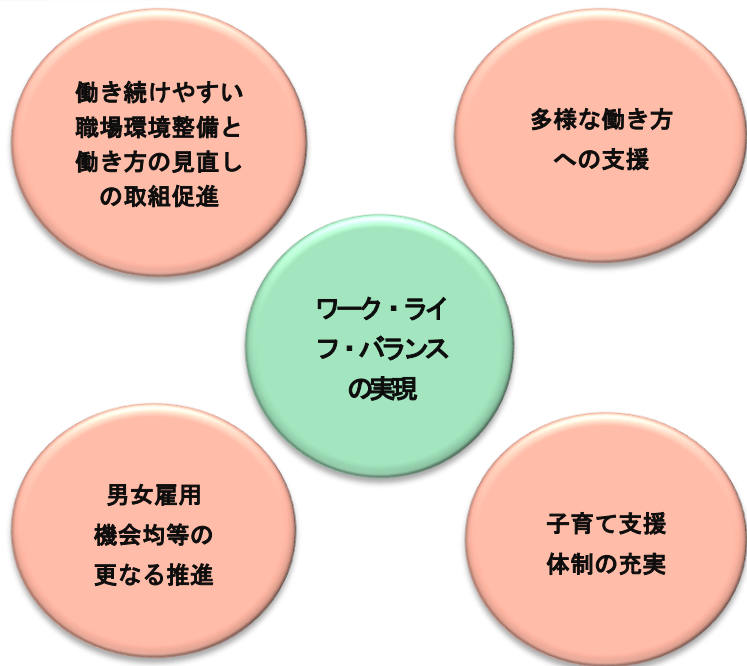 働き続けやすい
職場環境整備と
働き方の見直し
の取組促進
多様な働き方
への支援
ワーク・ライ
フ・バランス
の実現
男女雇用
機会均等の
更なる推進
子育て支援
体制の充実